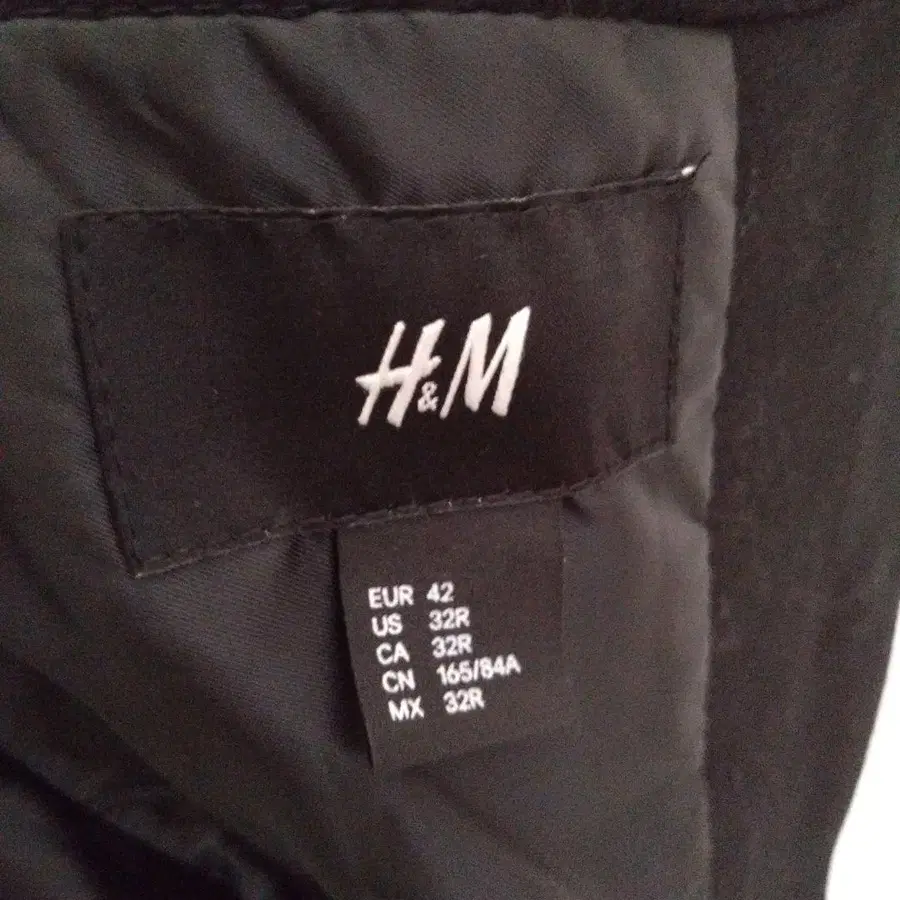 H&M
EUR 42
US 32R
CA 32R
CN 165/84A
MX 32R